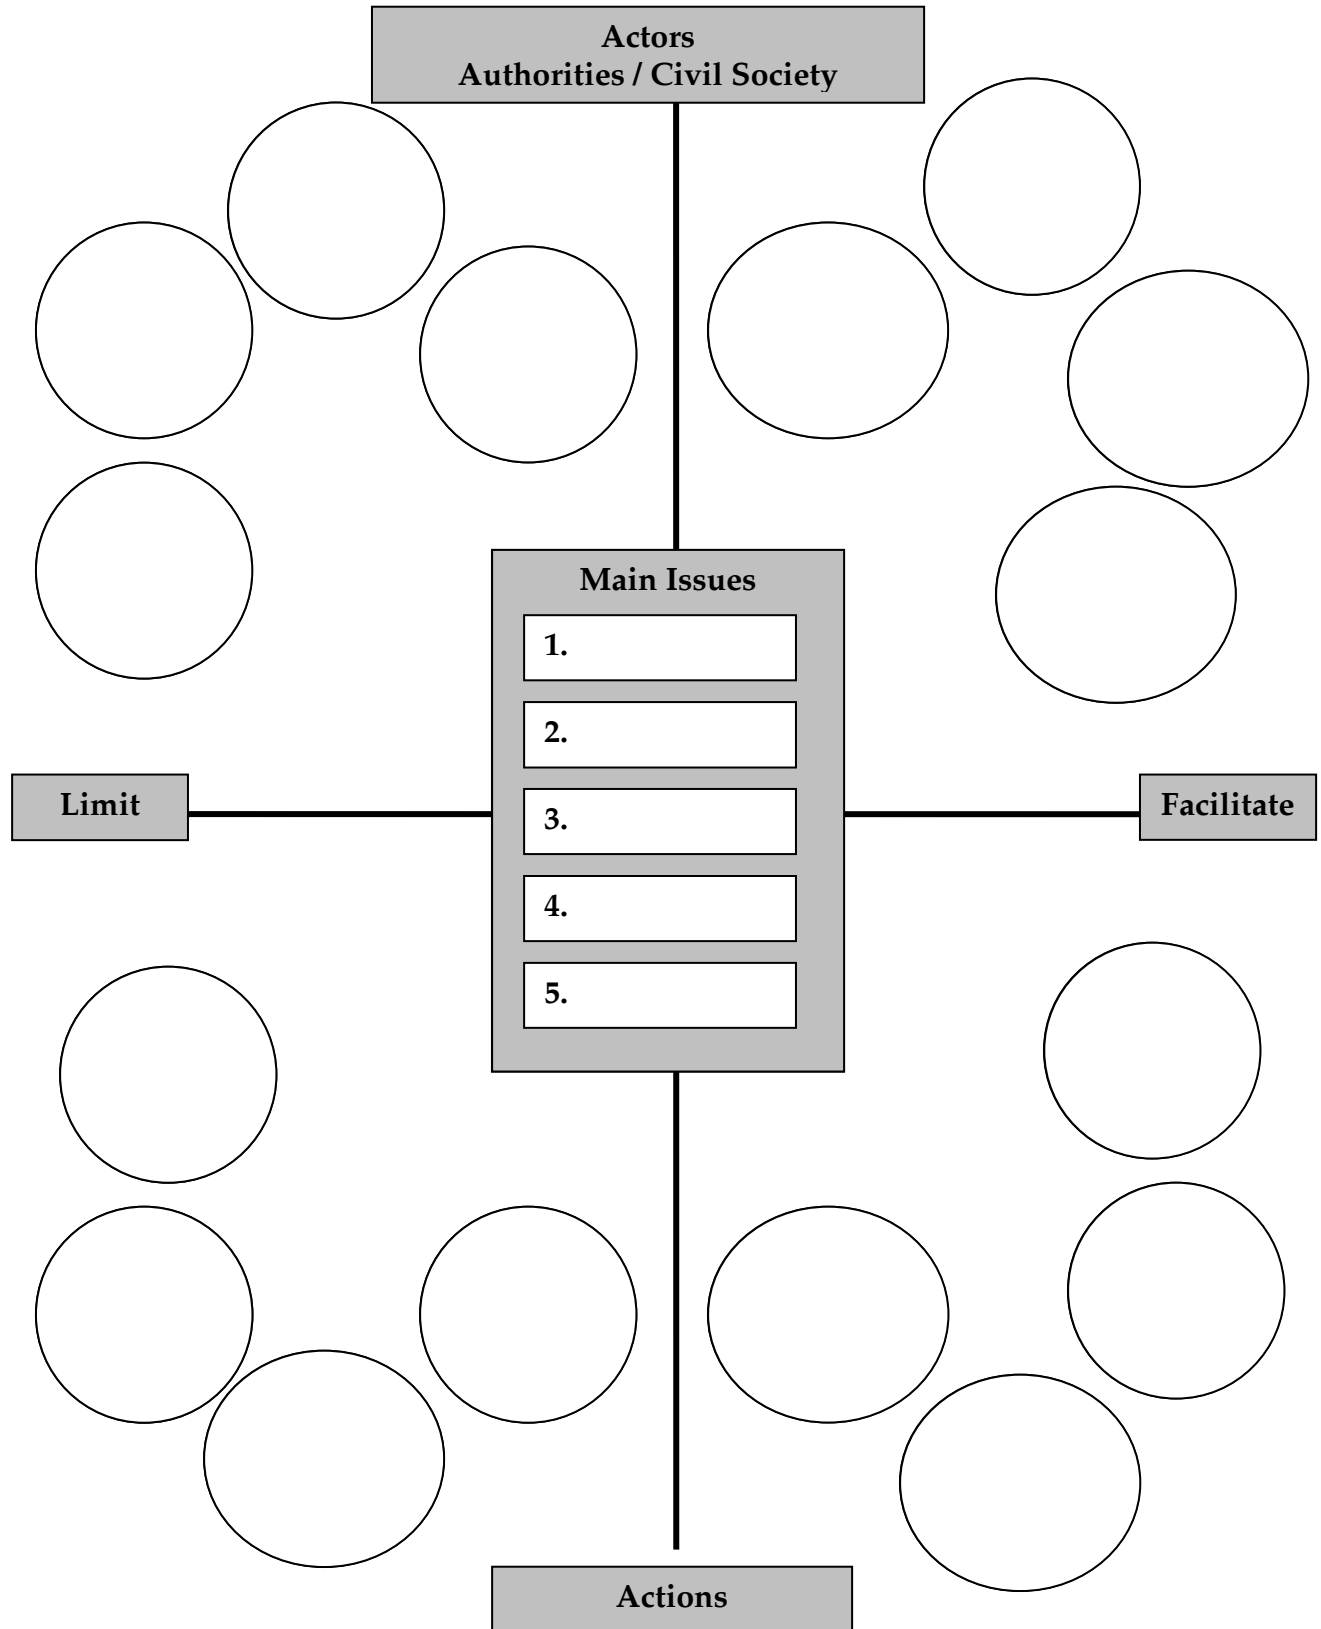 Actors
Authorities / Civil Society
Main Issues
1.
2.
3.
4.
5.
Limit
Facilitate
Actions